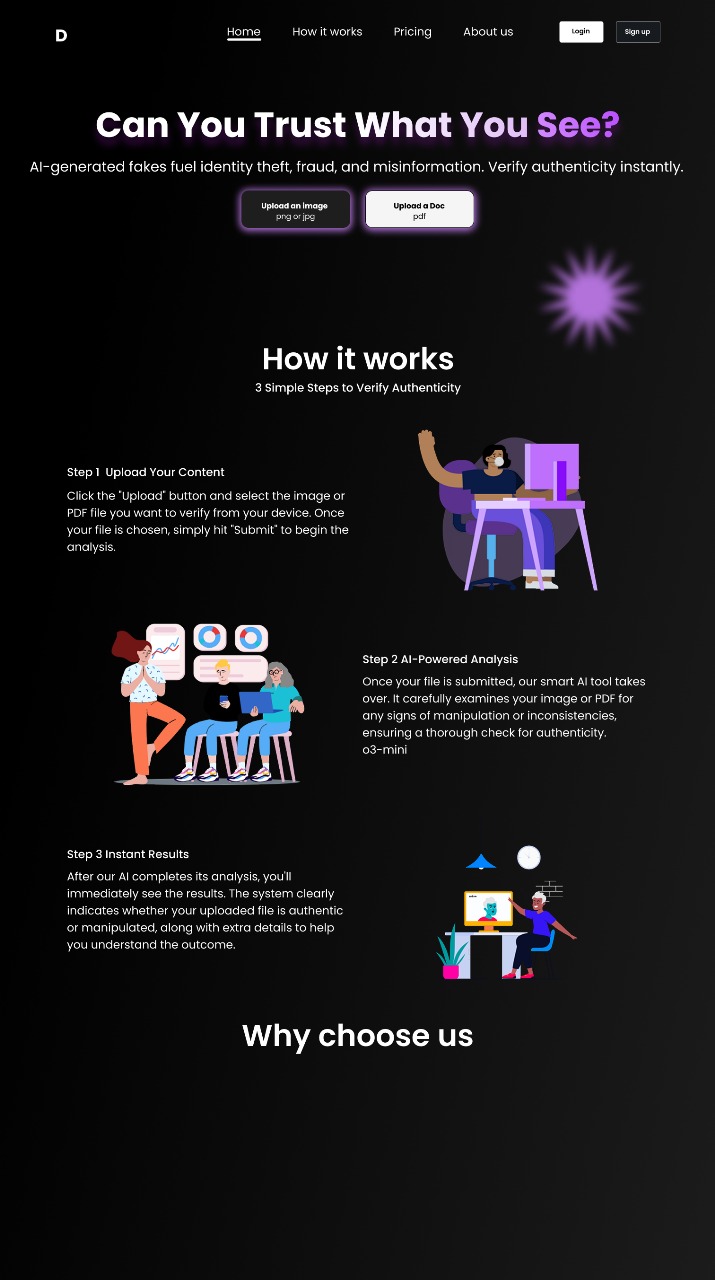 D
Home How it works Pricing About us Login Sign up
Can You Trust What You See?
AI-generated fakes fuel identity theft, fraud, and misinformation. Verify authenticity instantly.
Upload an image
png or jpg
Upload a Doc
pdf
How it works
3 Simple Steps to Verify Authenticity
Step 1 Upload Your Content
Click the "Upload" button and select the image or
PDF file you want to verify from your device. Once
your file is chosen, simply hit "Submit" to begin the
analysis.
Step 2 AI-Powered Analysis
Once your file is submitted, our smart AI tool takes
over. It carefully examines your image or PDF for
any signs of manipulation or inconsistencies,
ensuring a thorough check for authenticity.
o3-mini
Step 3 Instant Results
After our AI completes its analysis, you'll
immediately see the results. The system clearly
indicates whether your uploaded file is authentic
or manipulated, along with extra details to help
you understand the outcome.
Why choose us